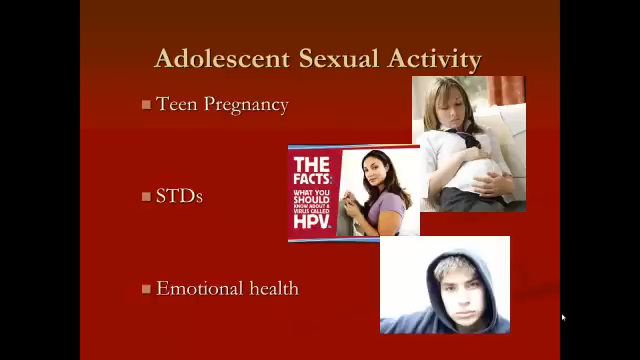 Adolescent Sexual Activity
Teen Pregnancy
THE
FACTS:
WHAT YOU
SHOULD
KNOW ABOUT A
VIRUS CALLED
HPV.
STDs
Emotional health